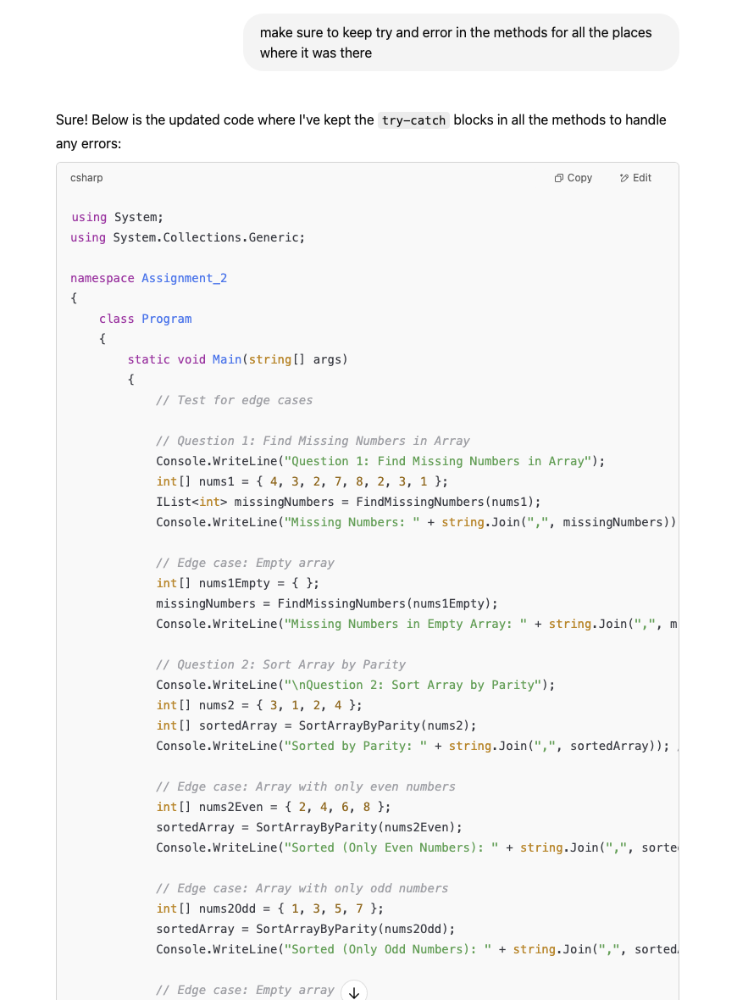 make sure to keep try and error in the methods for all the places
where it was there
Sure! Below is the updated code where I've kept the try-catch blocks in all the methods to handle
any errors:
csharp Copy Edit
using System;
using System.Collections.Generic;
namespace Assignment_2
{
class Program
{
static void Main(string[] args)
{
// Test for edge cases
// Question 1: Find Missing Numbers in Array
Console.WriteLine("Question 1: Find Missing Numbers in Array");
int[] nums1 = { 4, 3, 2, 7, 8, 2, 3, 1 };
IList<int> missingNumbers = FindMissingNumbers(nums1);
Console.WriteLine("Missing Numbers: " + string.Join(",", missingNumbers))
// Edge case: Empty array
int[] nums1Empty = { };
missingNumbers = FindMissingNumbers(nums1Empty);
Console.WriteLine("Missing Numbers in Empty Array: " + string.Join(",", m
// Question 2: Sort Array by Parity
Console.WriteLine("\nQuestion 2: Sort Array by Parity");
int[] nums2 = { 3, 1, 2, 4 };
int[] sortedArray = SortArrayByParity(nums2);
Console.WriteLine("Sorted by Parity: " + string.Join(",", sortedArray));
// Edge case: Array with only even numbers
int[] nums2Even = { 2, 4, 6, 8 };
sortedArray = SortArrayByParity(nums2Even);
Console.WriteLine("Sorted (Only Even Numbers): " + string.Join(",", sorte
// Edge case: Array with only odd numbers
int[] nums2Odd = { 1, 3, 5, 7 };
sortedArray = SortArrayByParity(nums2Odd);
Console.WriteLine("Sorted (Only Odd Numbers): " + string.Join(",", sorted
// Edge case: Empty array